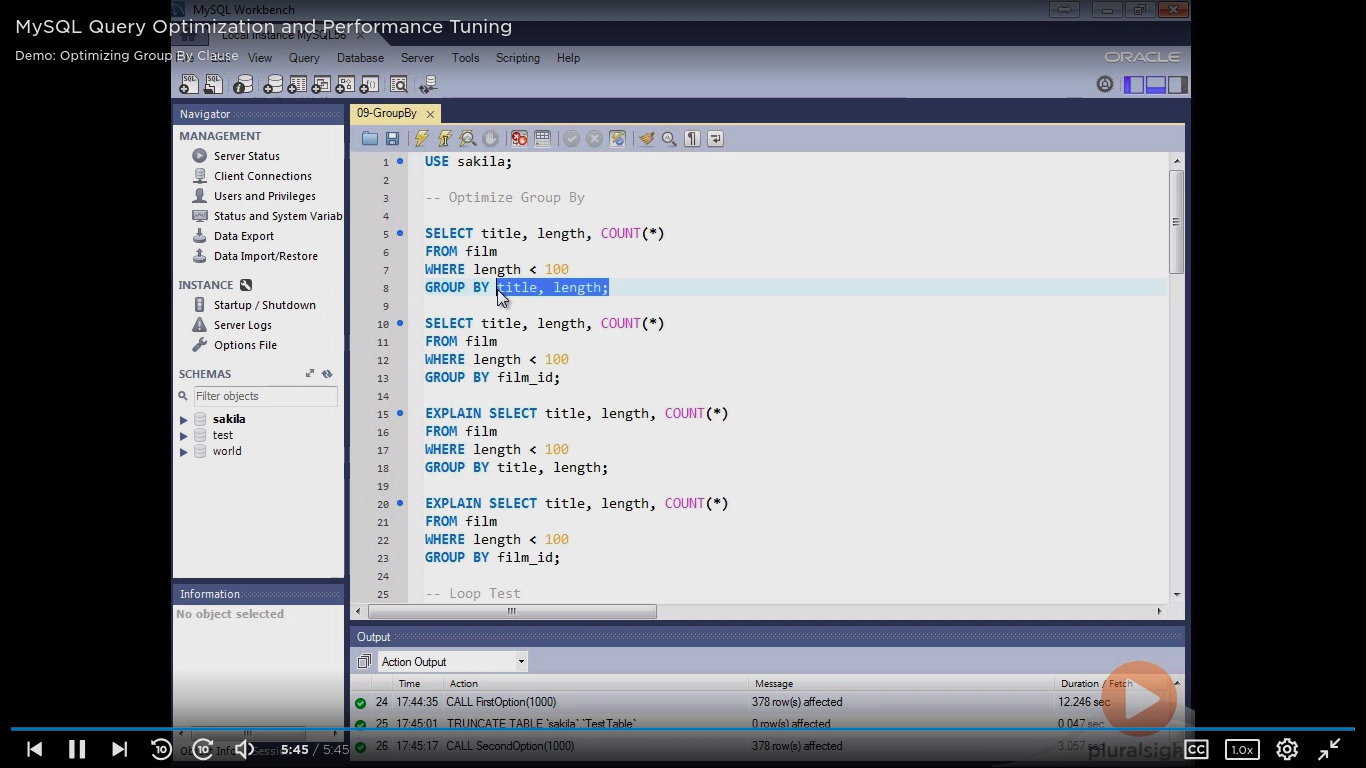 MySQL Workbench
MySQL Query Optimization and Performance Tuning
Local instance MySQL56
Demo: Optimizing Group By Clause
View Query Database Server Tools Scripting Help
ORACLE
Navigator
MANAGEMENT
Server Status
Client Connections
Users and Privileges
Status and System Variab
Data Export
Data Import/Restore
INSTANCE
Startup / Shutdown
Server Logs
Options File
SCHEMAS
Filter objects
sakila
test
world
Information
No object selected
09-GroupBy
1 USE sakila;
2
3 -- Optimize Group By
4
5 SELECT title, length, COUNT(*)
6 FROM film
7 WHERE length < 100
8 GROUP BY title, length;
9
10 SELECT title, length, COUNT(*)
11 FROM film
12 WHERE length < 100
13 GROUP BY film_id;
14
15 EXPLAIN SELECT title, length, COUNT(*)
16 FROM film
17 WHERE length < 100
18 GROUP BY title, length;
19
20 EXPLAIN SELECT title, length, COUNT(*)
21 FROM film
22 WHERE length < 100
23 GROUP BY film_id;
24
25 -- Loop Test
Output
Action Output
Time Action Message Duration / Fetch
24 17:44:35 CALL FirstOption(1000) 378 row(s) affected 12.246 sec
25 17:45:01 TRUNCATE TABLE `sakila`.`TestTable` 0 row(s) affected 0.047 sec
26 17:45:17 CALL SecondOption(1000) 378 row(s) affected 3.057 sec
10 10 5:45 / 5:45
pluralsight
CC 1.0x